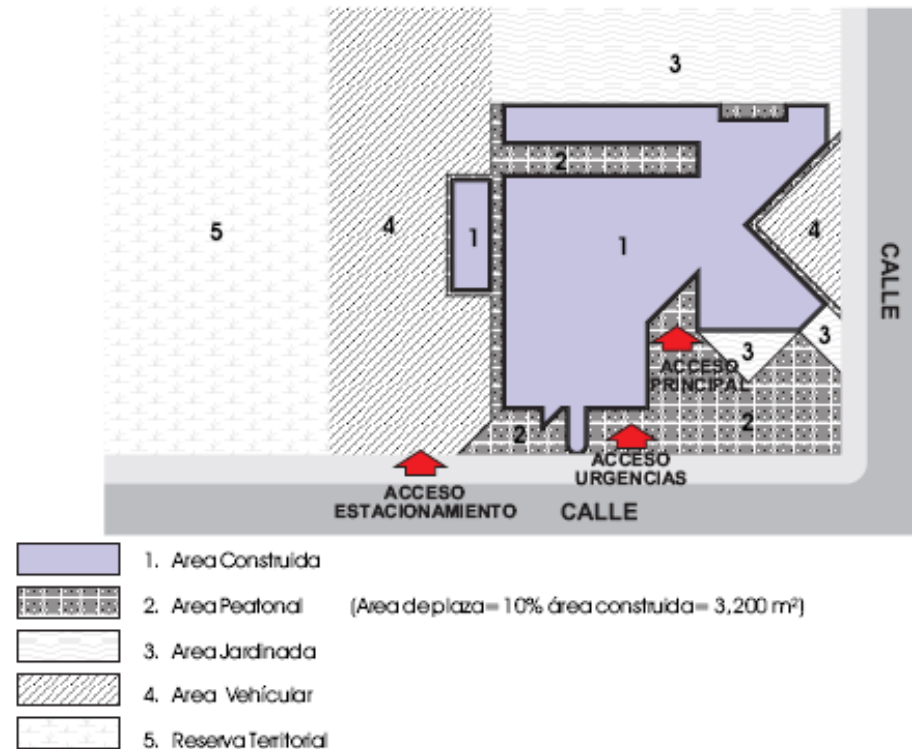 3
2
5
4
1
1
4
CALLE
3
3
ACCESO
PRINCIPAL
2
2
ACCESO
URGENCIAS
ACCESO
ESTACIONAMIENTO
CALLE
1. Area Construida
2. Area Peatonal (Area de plaza = 10% área construida = 3,200 m²)
3. Area Jardinada
4. Area Vehícular
5. Reserva Territorial